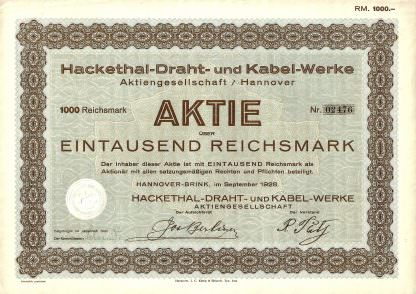 RM. 1000.–
Hackethal-Draht- und Kabel-Werke
Aktiengesellschaft / Hannover
1000 Reichsmark
AKTIE
Nr. 02476
ÜBER
EINTAUSEND REICHSMARK
Der Inhaber dieser Aktie ist mit EINTAUSEND Reichsmark als
Aktionär mit allen satzungsgemäßigen Rechten und Pflichten beteiligt.
HANNOVER-BRINK, im September 1928.
HACKETHAL-DRAHT- UND KABEL-WERKE
AKTIENGESELLSCHAFT
Der Aufsichtsrat
Der Vorstand